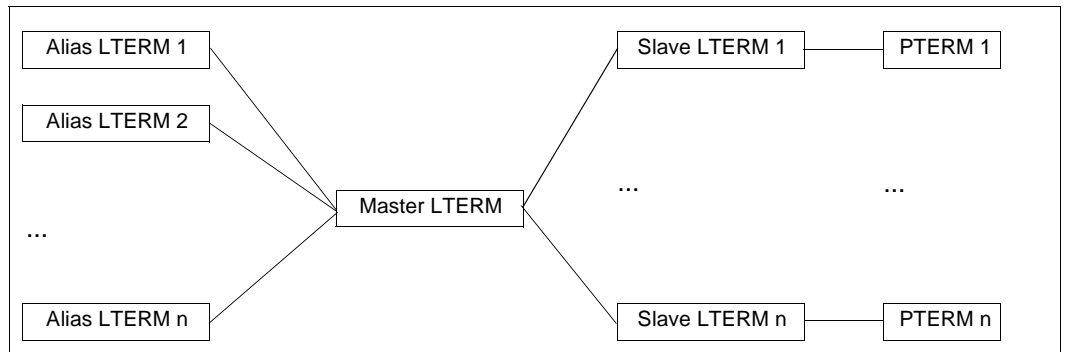 Alias LTERM 1
Slave LTERM 1
PTERM 1
Alias LTERM 2
Master LTERM
...
...
...
Alias LTERM n
Slave LTERM n
PTERM n